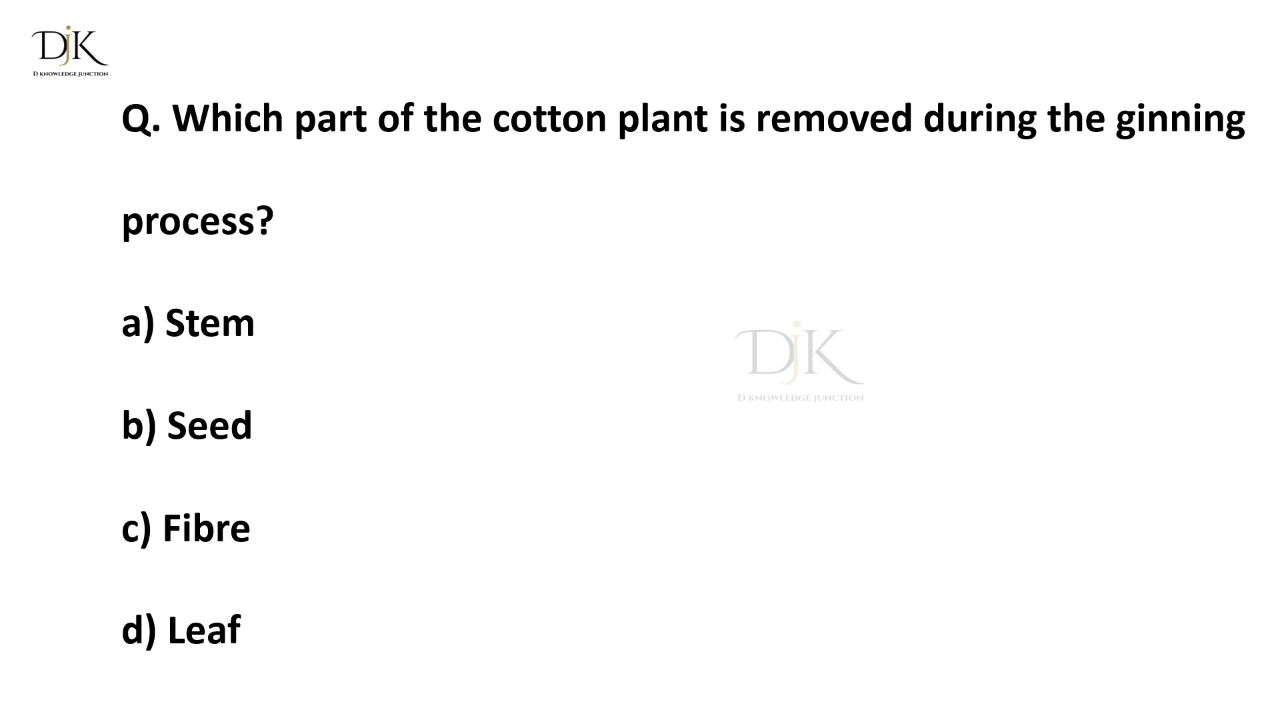 DjK
D KNOWLEDGE JUNCTION
Q. Which part of the cotton plant is removed during the ginning
process?
a) Stem
DjK
D KNOWLEDGE JUNCTION
b) Seed
c) Fibre
d) Leaf